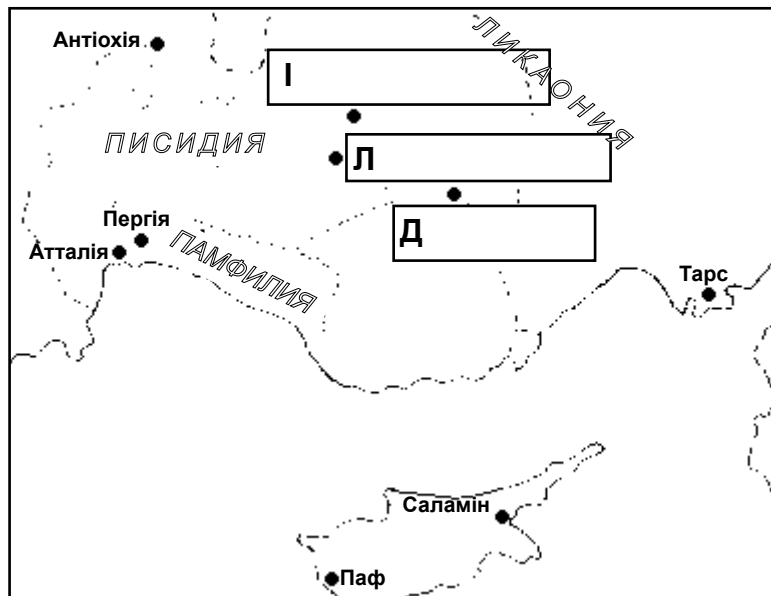 Антіохія
ЛИКАОНИЯ
І
ПИСИДИЯ
Л
Пергія
Д
Атталія
ПАМФИЛИЯ
Тарс
Саламін
Паф